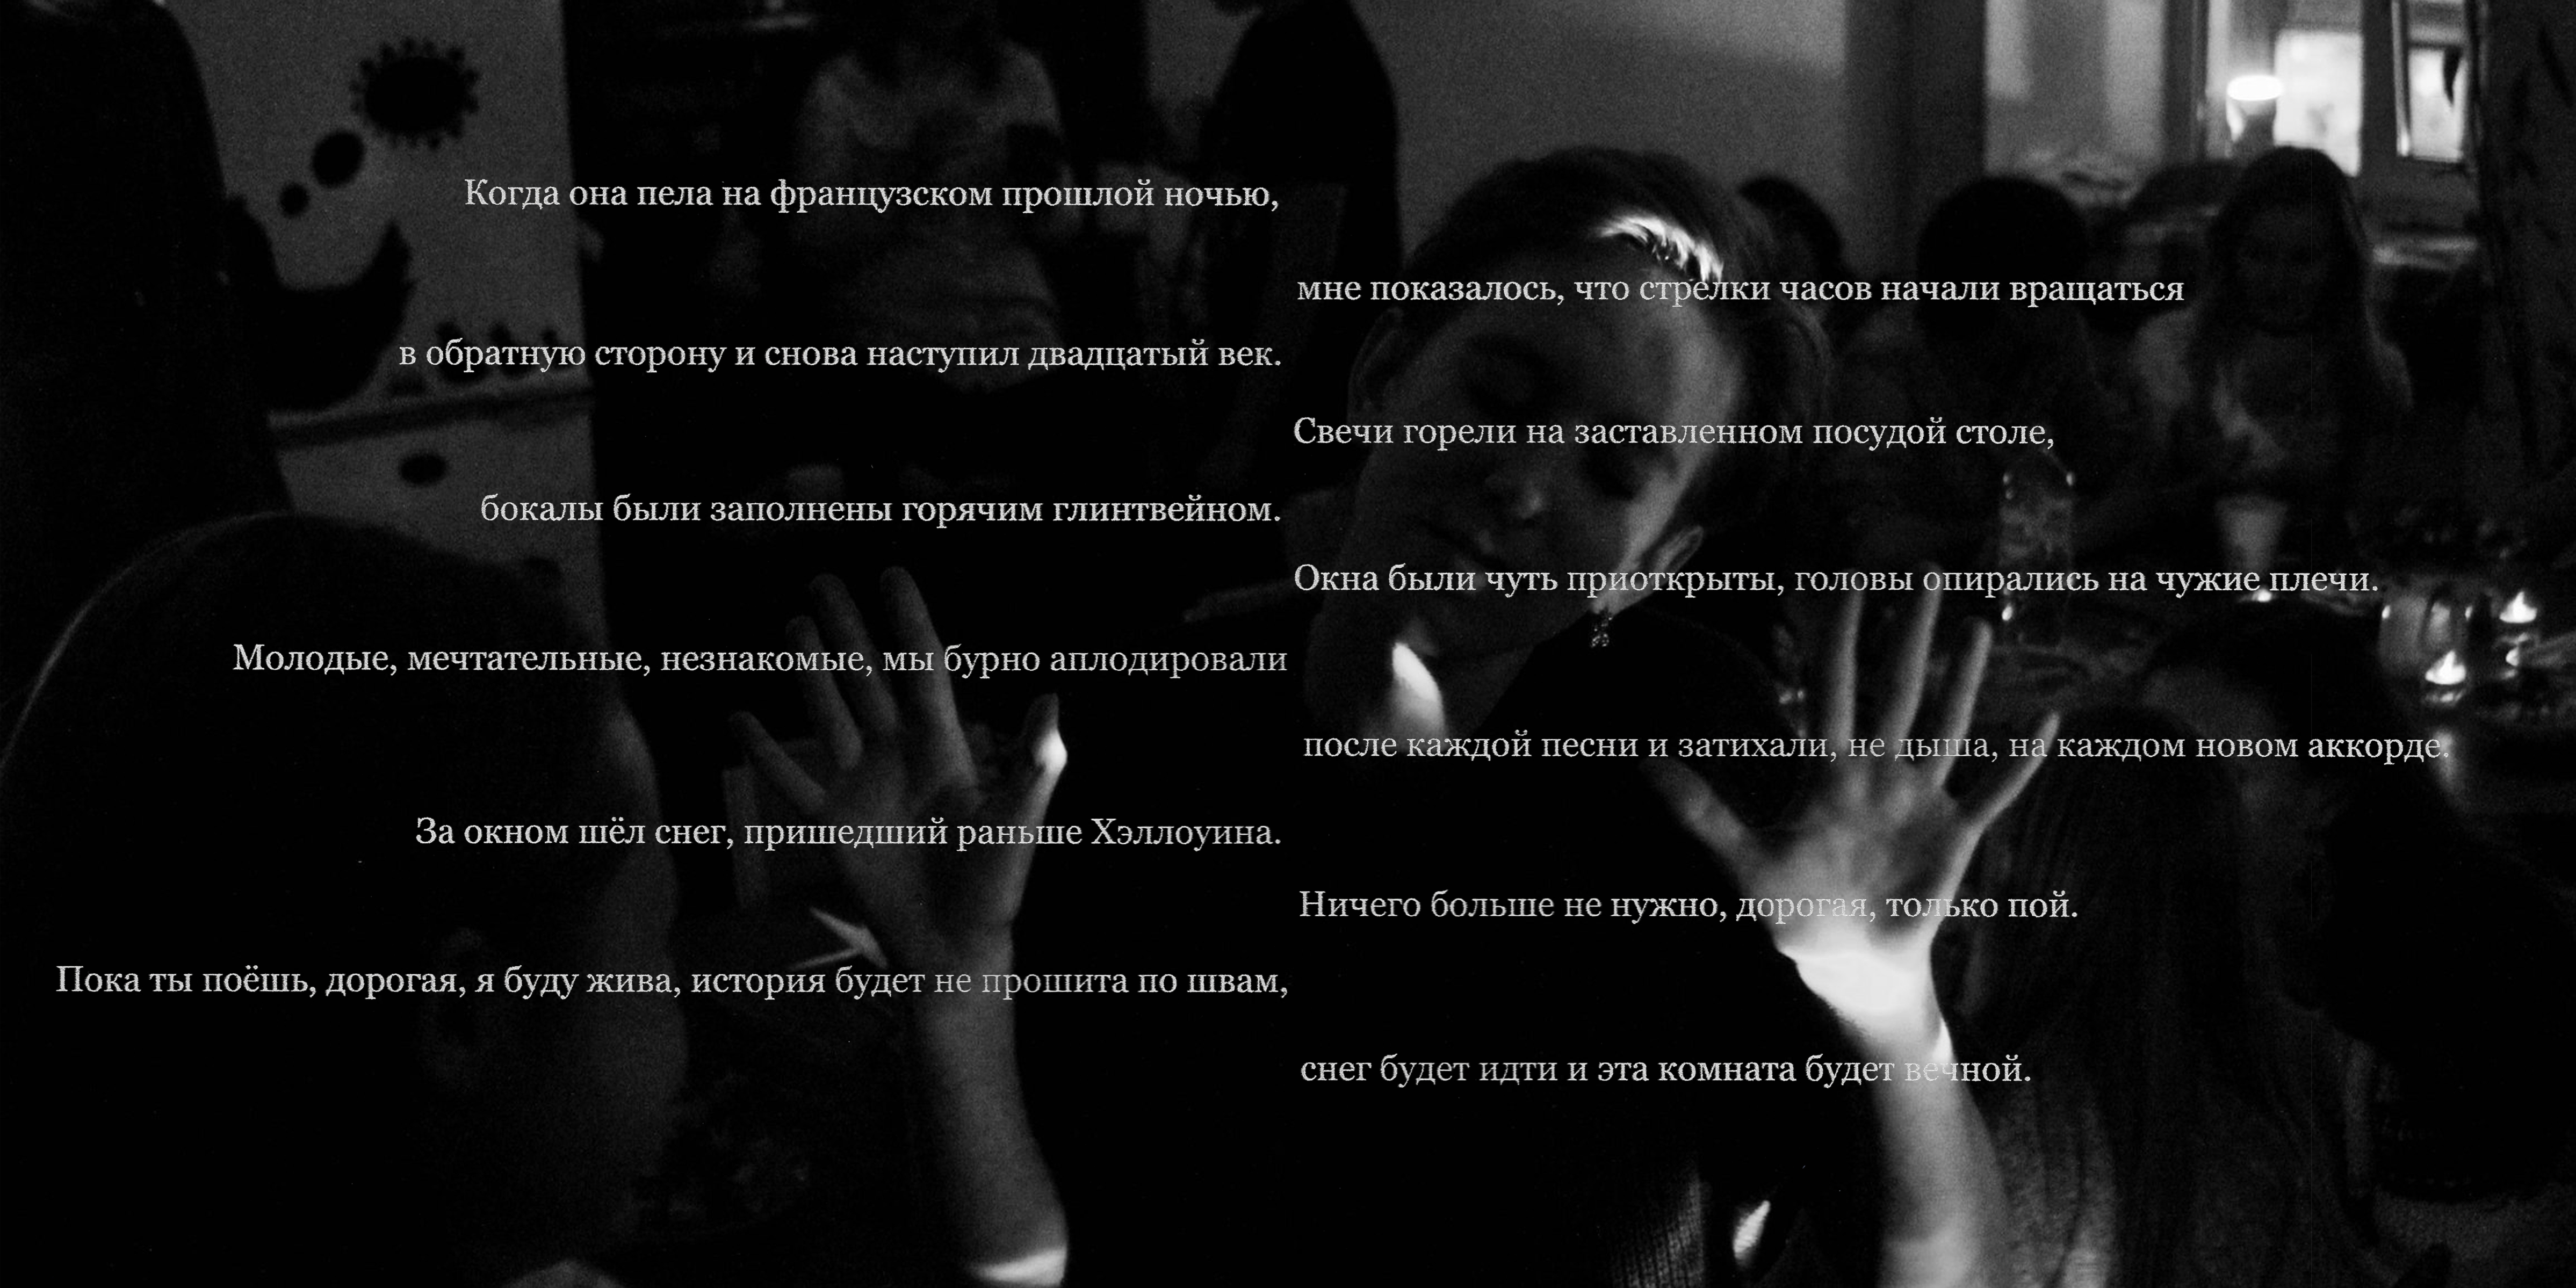 Когда она пела на французском прошлой ночью,
мне показалось, что стрелки часов начали вращаться
в обратную сторону и снова наступил двадцатый век.
Свечи горели на заставленном посудой столе,
бокалы были заполнены горячим глинтвейном.
Окна были чуть приоткрыты, головы опирались на чужие плечи.
Молодые, мечтательные, незнакомые, мы бурно аплодировали
после каждой песни и затихали, не дыша, на каждом новом аккорде.
За окном шёл снег, пришедший раньше Хэллоуина.
Ничего больше не нужно, дорогая, только пой.
Пока ты поёшь, дорогая, я буду жива, история будет не прошита по швам,
снег будет идти и эта комната будет вечной.